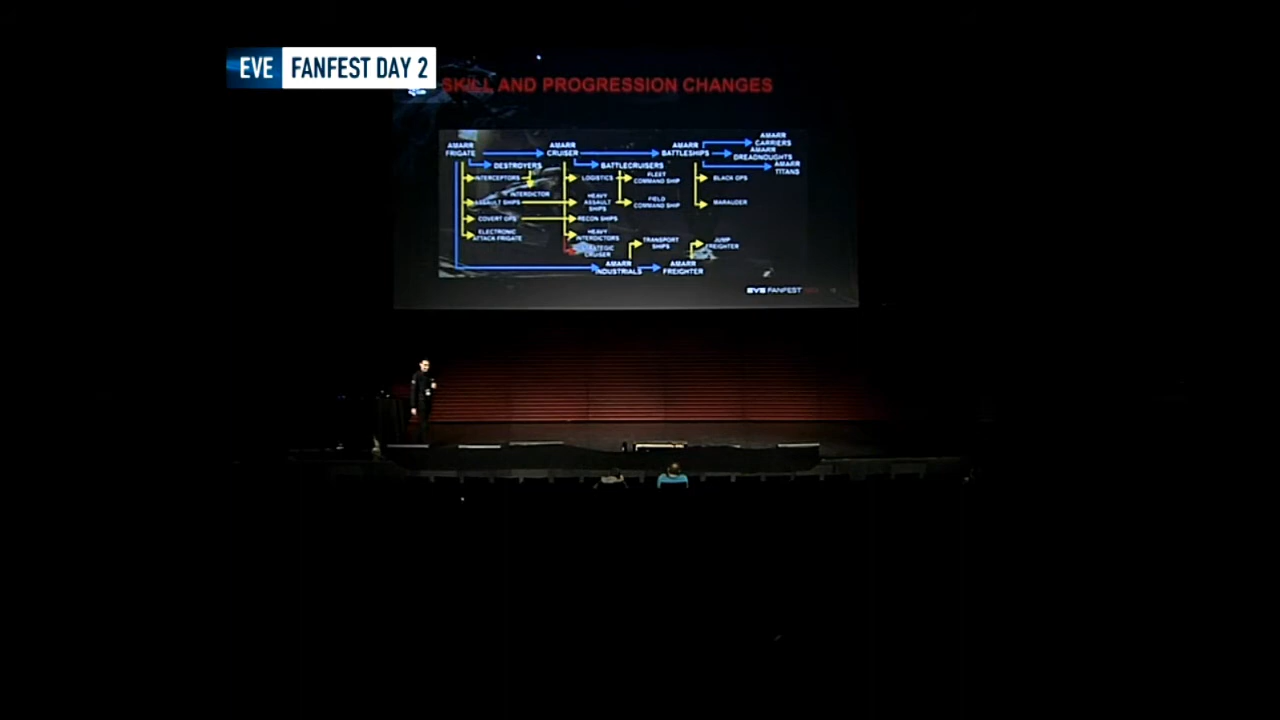 EVE FANFEST DAY 2
SKILL AND PROGRESSION CHANGES
AMARR
FRIGATE
AMARR
CRUISER
AMARR
BATTLESHIPS
AMARR
CARRIERS
AMARR
DREADNOUGHTS
AMARR
TITANS
DESTROYERS
BATTLECRUISERS
INTERCEPTORS
INTERDICTOR
LOGISTICS
FLEET
COMMAND SHIP
BLACK OPS
ASSAULT SHIPS
HEAVY
ASSAULT
SHIPS
FIELD
COMMAND SHIP
MARAUDER
COVERT OPS
RECON SHIPS
ELECTRONIC
ATTACK FRIGATE
HEAVY
INTERDICTORS
STRATEGIC
CRUISER
TRANSPORT
SHIPS
JUMP
FREIGHTER
AMARR
INDUSTRIALS
AMARR
FREIGHTER
EVE FANFEST